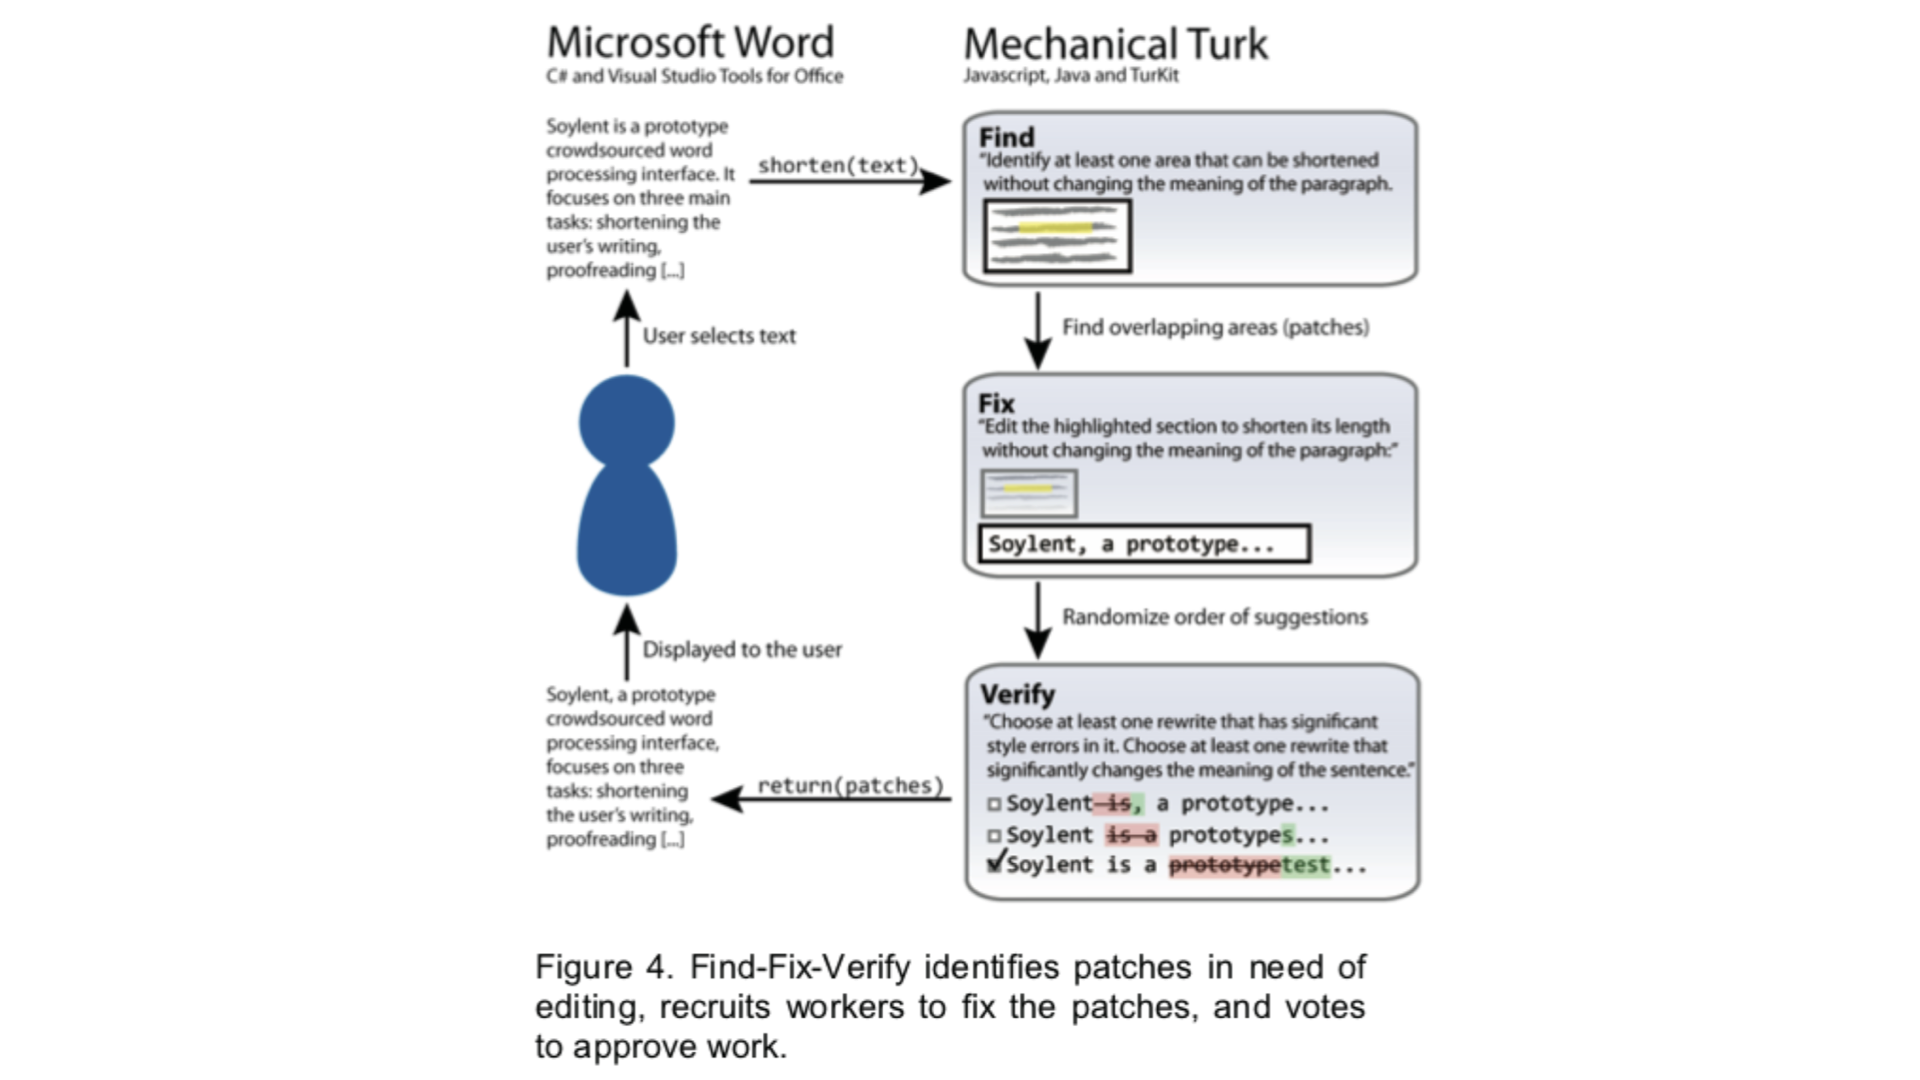 Microsoft Word
C# and Visual Studio Tools for Office
Soylent is a prototype
crowdsourced word
processing interface. It
focuses on three main
tasks: shortening the
user's writing,
proofreading [...]
shorten(text)
User selects text
Displayed to the user
Soylent, a prototype
crowdsourced word
processing interface,
focuses on three
tasks: shortening
the user's writing,
proofreading [...]
return(patches)
Mechanical Turk
Javascript, Java and TurKit
Find
"Identify at least one area that can be shortened
without changing the meaning of the paragraph.
Find overlapping areas (patches)
Fix
"Edit the highlighted section to shorten its length
without changing the meaning of the paragraph:"
Soylent, a prototype...
Randomize order of suggestions
Verify
"Choose at least one rewrite that has significant
style errors in it. Choose at least one rewrite that
significantly changes the meaning of the sentence."
Soylent is, a prototype...
Soylent is a prototypes...
Soylent is a prototypetest...
Figure 4. Find-Fix-Verify identifies patches in need of
editing, recruits workers to fix the patches, and votes
to approve work.